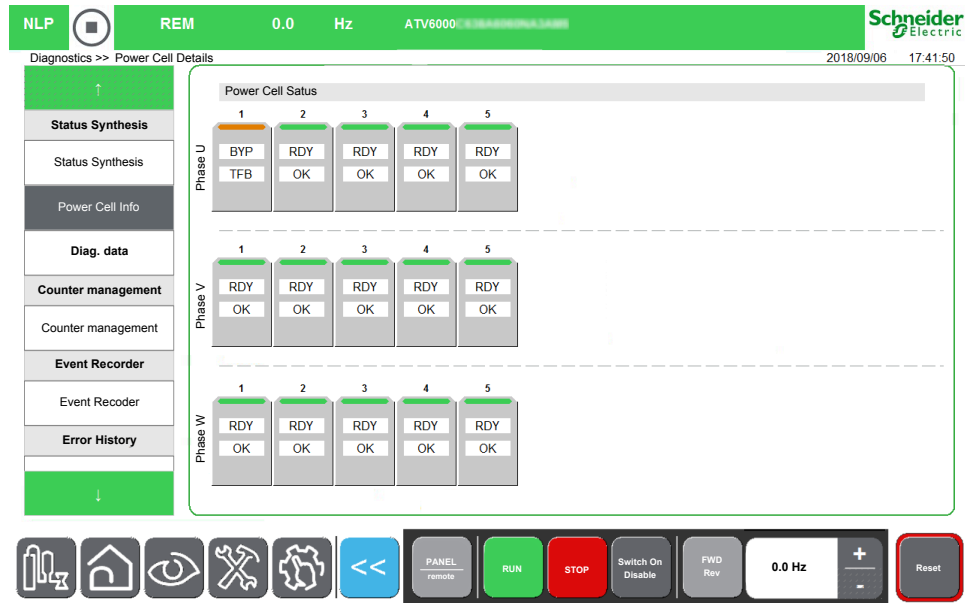 NLP REM 0.0 Hz ATV6000
Schneider
Electric
Diagnostics >> Power Cell Details 2018/09/06 17:41:50
↑
Status Synthesis
Status Synthesis
Power Cell Info
Diag. data
Counter management
Counter management
Event Recorder
Event Recoder
Error History
↓
Power Cell Satus
1 2 3 4 5
Phase U
BYP RDY RDY RDY RDY
TFB OK OK OK OK
1 2 3 4 5
Phase V
RDY RDY RDY RDY RDY
OK OK OK OK OK
1 2 3 4 5
Phase W
RDY RDY RDY RDY RDY
OK OK OK OK OK
<<
PANEL
remote
RUN
STOP
Switch On
Disable
FWD
Rev
0.0 Hz
+
-
Reset